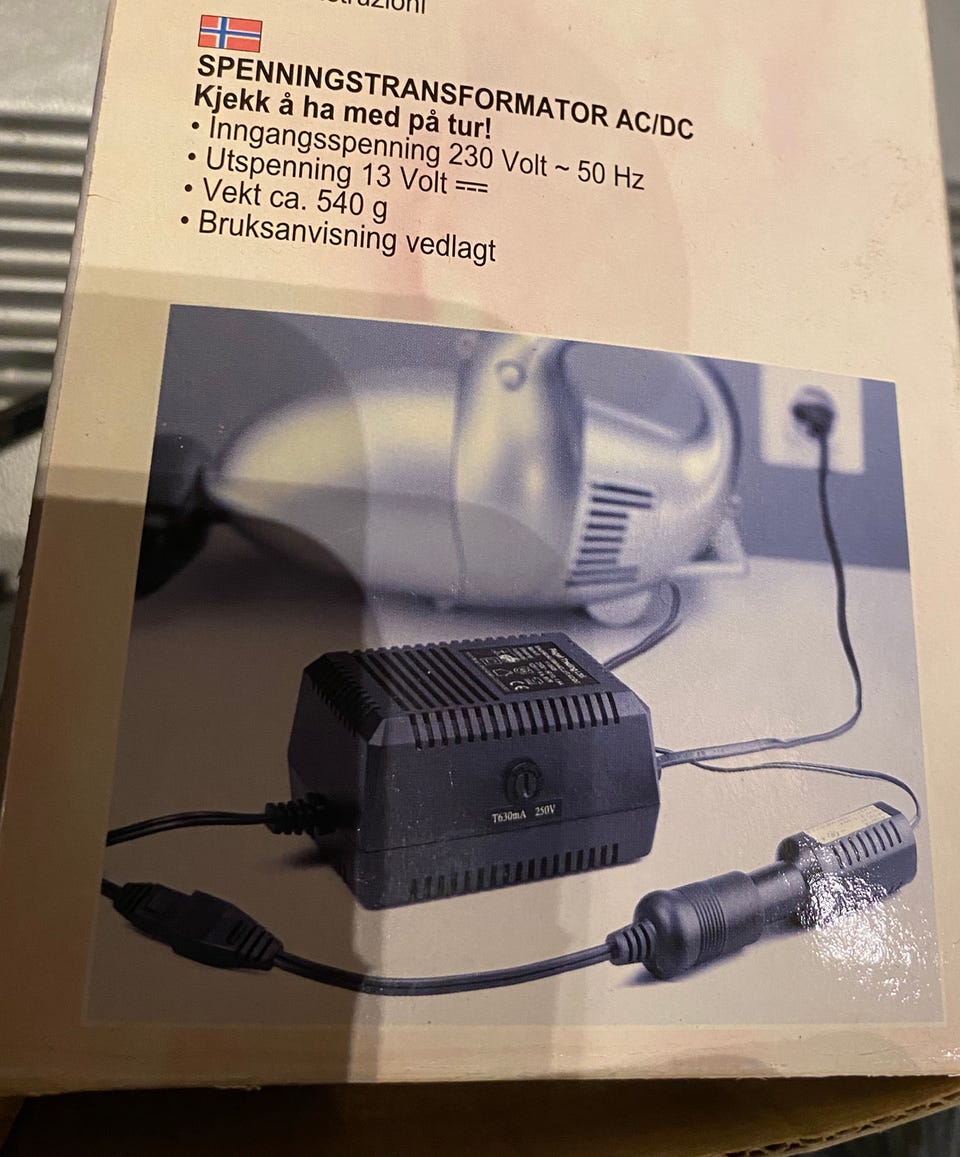 SPENNINGSTRANSFORMATOR AC/DC
Kjekk å ha med på tur!
• Inngangsspenning 230 Volt ~ 50 Hz
• Utspenning 13 Volt ⎓
• Vekt ca. 540 g
• Bruksanvisning vedlagt
T630mA 250V